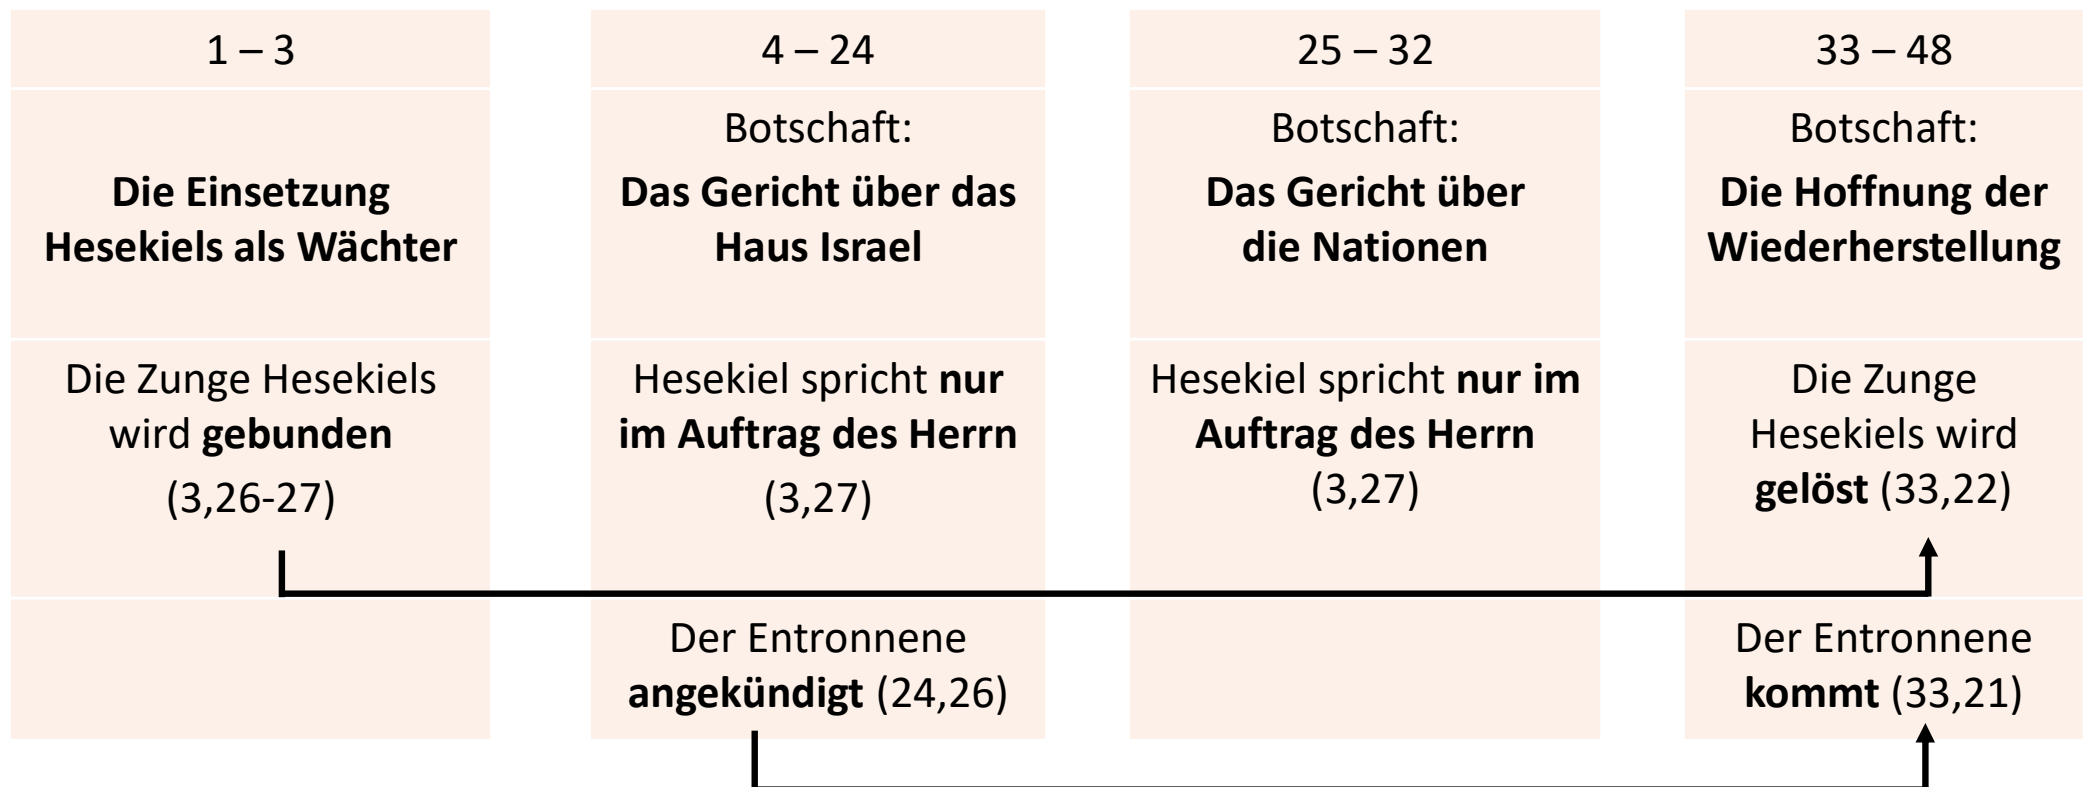 1 – 3
Die Einsetzung
Hesekiels als Wächter
Die Zunge Hesekiels
wird gebunden
(3,26-27)
4 – 24
Botschaft:
Das Gericht über das
Haus Israel
Hesekiel spricht nur
im Auftrag des Herrn
(3,27)
Der Entronnene
angekündigt (24,26)
25 – 32
Botschaft:
Das Gericht über
die Nationen
Hesekiel spricht nur im
Auftrag des Herrn
(3,27)
33 – 48
Botschaft:
Die Hoffnung der
Wiederherstellung
Die Zunge
Hesekiels wird
gelöst (33,22)
Der Entronnene
kommt (33,21)